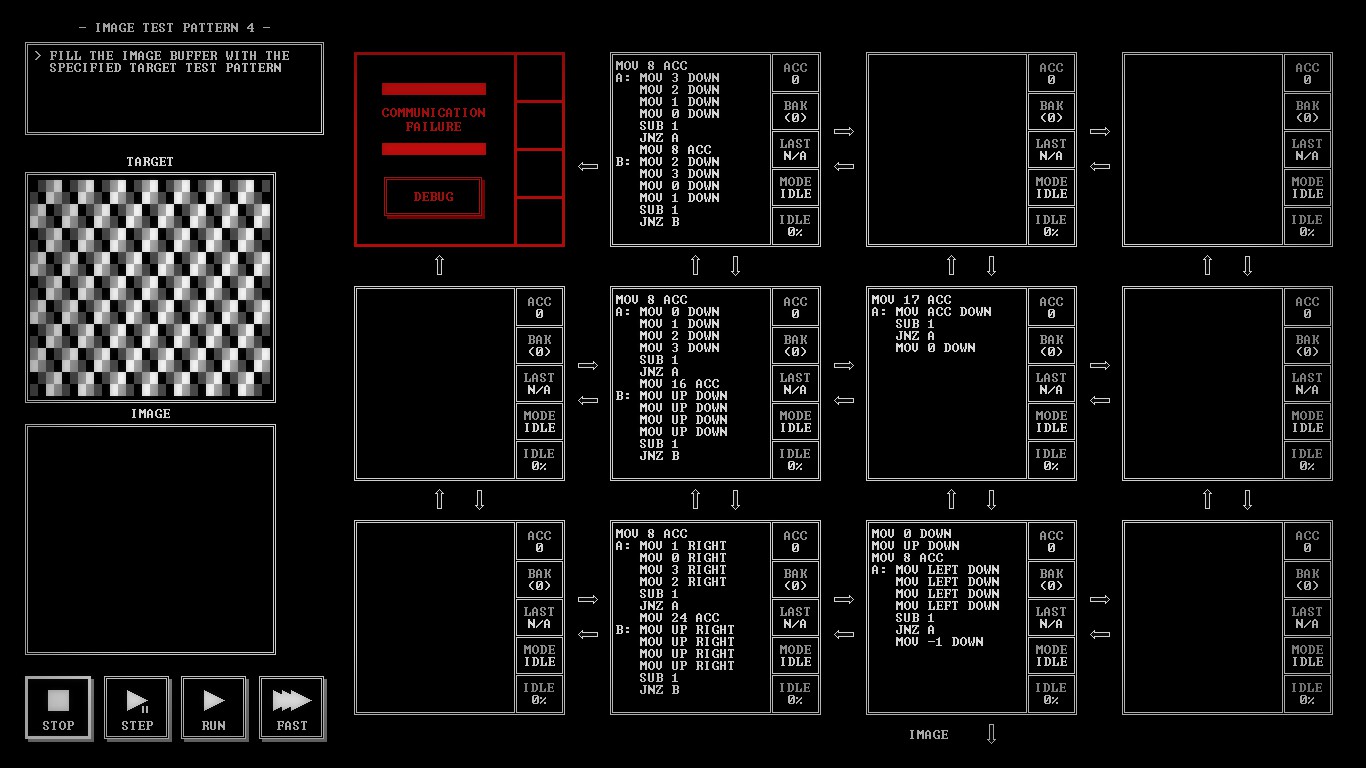 — IMAGE TEST PATTERN 4 —
> FILL THE IMAGE BUFFER WITH THE
SPECIFIED TARGET TEST PATTERN
TARGET
IMAGE
STOP
STEP
RUN
FAST
COMMUNICATION
FAILURE
DEBUG
MOV 8 ACC
A: MOV 3 DOWN
MOV 2 DOWN
MOV 1 DOWN
MOV 0 DOWN
SUB 1
JNZ A
MOV 8 ACC
B: MOV 2 DOWN
MOV 3 DOWN
MOV 0 DOWN
MOV 1 DOWN
SUB 1
JNZ B
ACC
0
BAK
(0)
LAST
N/A
MODE
IDLE
IDLE
0%
ACC
0
BAK
(0)
LAST
N/A
MODE
IDLE
IDLE
0%
ACC
0
BAK
(0)
LAST
N/A
MODE
IDLE
IDLE
0%
ACC
0
BAK
(0)
LAST
N/A
MODE
IDLE
IDLE
0%
MOV 8 ACC
A: MOV 0 DOWN
MOV 1 DOWN
MOV 2 DOWN
MOV 3 DOWN
SUB 1
JNZ A
MOV 16 ACC
B: MOV UP DOWN
MOV UP DOWN
MOV UP DOWN
MOV UP DOWN
SUB 1
JNZ B
ACC
0
BAK
(0)
LAST
N/A
MODE
IDLE
IDLE
0%
MOV 17 ACC
A: MOV ACC DOWN
SUB 1
JNZ A
MOV 0 DOWN
ACC
0
BAK
(0)
LAST
N/A
MODE
IDLE
IDLE
0%
ACC
0
BAK
(0)
LAST
N/A
MODE
IDLE
IDLE
0%
ACC
0
BAK
(0)
LAST
N/A
MODE
IDLE
IDLE
0%
MOV 8 ACC
A: MOV 1 RIGHT
MOV 0 RIGHT
MOV 3 RIGHT
MOV 2 RIGHT
SUB 1
JNZ A
MOV 24 ACC
B: MOV UP RIGHT
MOV UP RIGHT
MOV UP RIGHT
MOV UP RIGHT
SUB 1
JNZ B
ACC
0
BAK
(0)
LAST
N/A
MODE
IDLE
IDLE
0%
MOV 0 DOWN
MOV UP DOWN
MOV 8 ACC
A: MOV LEFT DOWN
MOV LEFT DOWN
MOV LEFT DOWN
MOV LEFT DOWN
SUB 1
JNZ A
MOV -1 DOWN
ACC
0
BAK
(0)
LAST
N/A
MODE
IDLE
IDLE
0%
ACC
0
BAK
(0)
LAST
N/A
MODE
IDLE
IDLE
0%
IMAGE